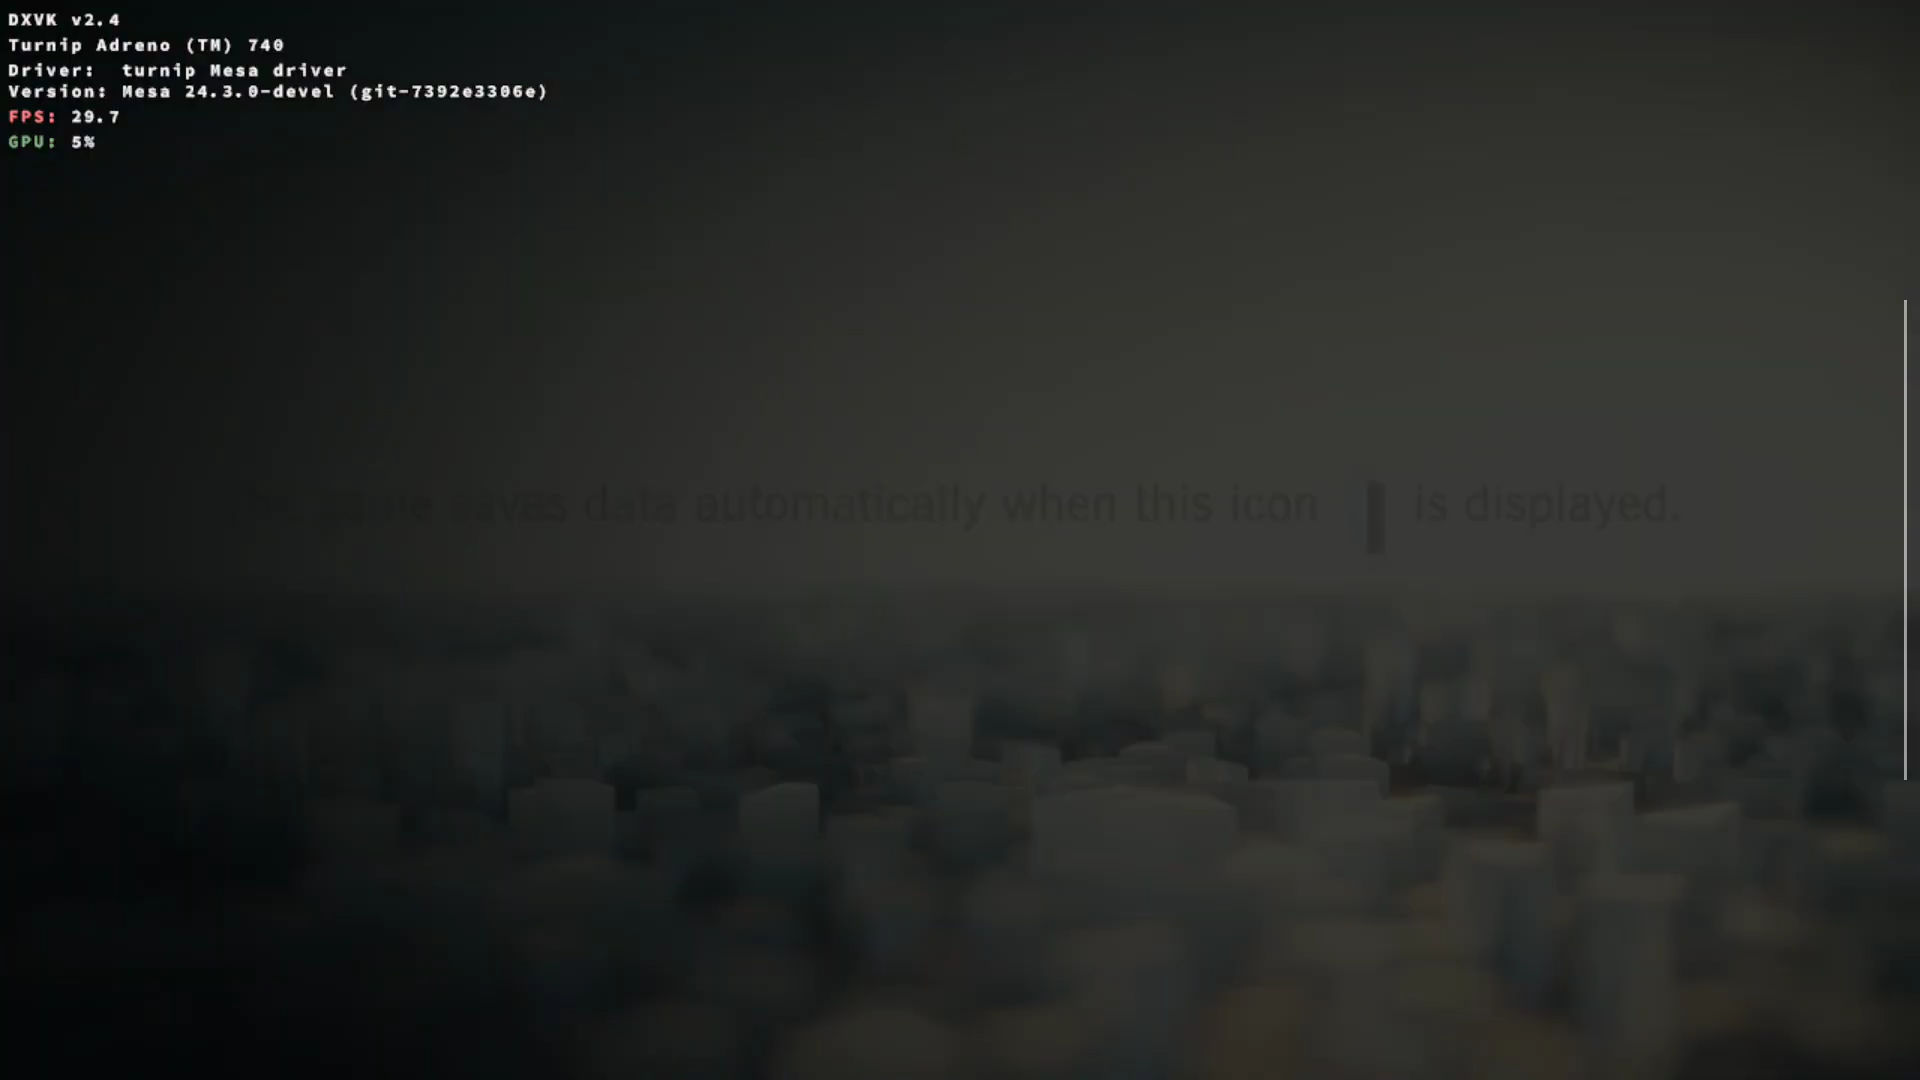 DXVK v2.4
Turnip Adreno (TM) 740
Driver: turnip Mesa driver
Version: Mesa 24.3.0-devel (git-7392e3306e)
FPS: 29.7
GPU: 5%
game saves data automatically when this icon is displayed.